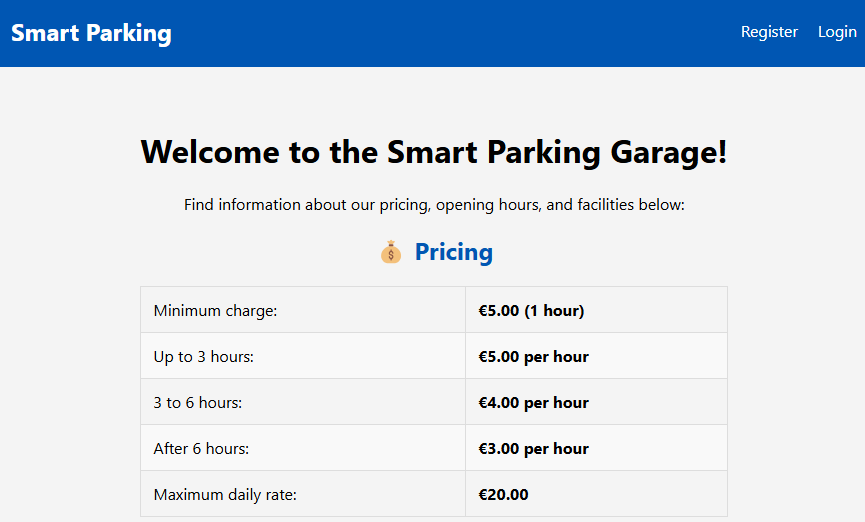 Smart Parking
Register Login
Welcome to the Smart Parking Garage!
Find information about our pricing, opening hours, and facilities below:
Pricing
Minimum charge: €5.00 (1 hour)
Up to 3 hours: €5.00 per hour
3 to 6 hours: €4.00 per hour
After 6 hours: €3.00 per hour
Maximum daily rate: €20.00